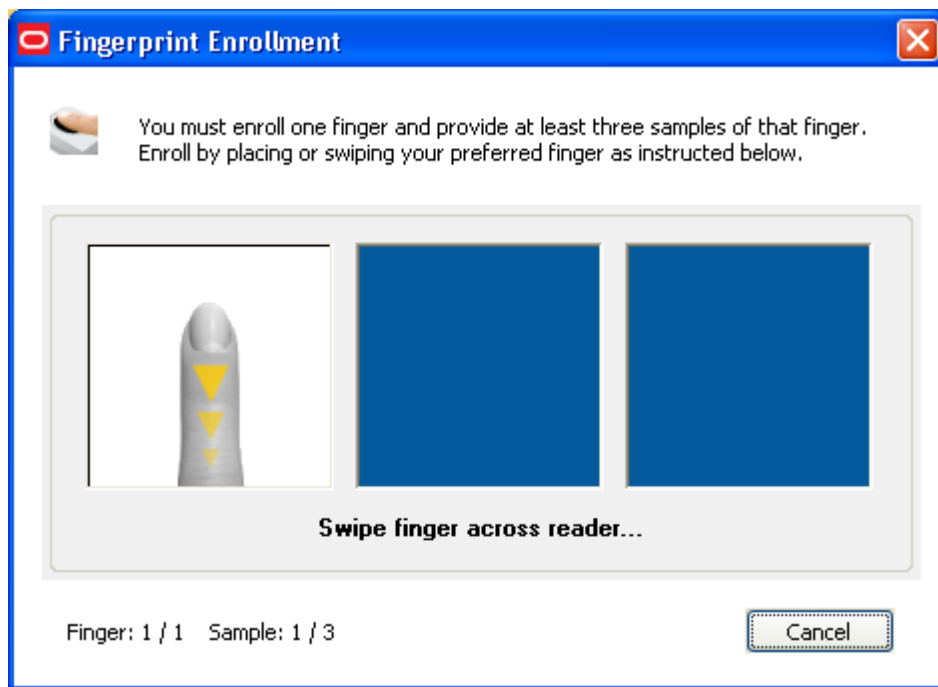 Fingerprint Enrollment
You must enroll one finger and provide at least three samples of that finger.
Enroll by placing or swiping your preferred finger as instructed below.
Swipe finger across reader...
Finger: 1 / 1 Sample: 1 / 3
Cancel